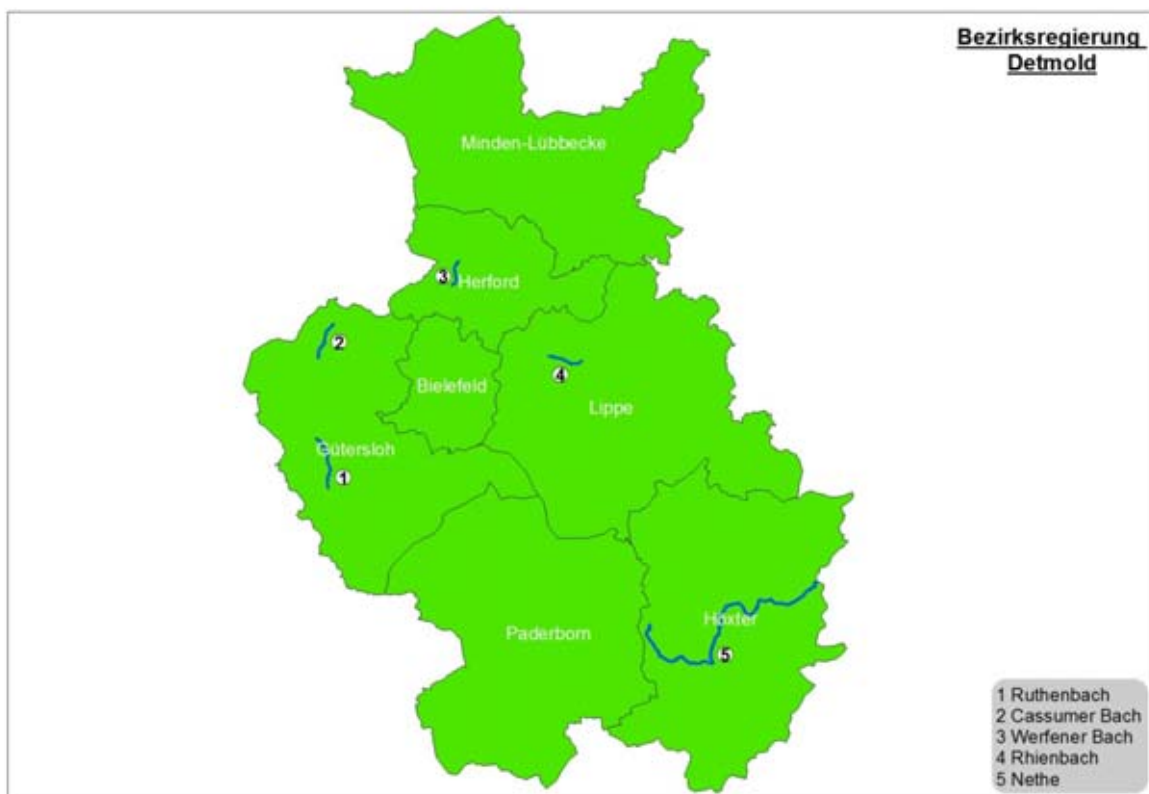 Bezirksregierung
Detmold
Minden-Lübbecke
3
Herford
2
Bielefeld
4
Lippe
Gütersloh
1
Höxter
Paderborn
5
1 Ruthenbach
2 Cassumer Bach
3 Werfener Bach
4 Rhienbach
5 Nethe